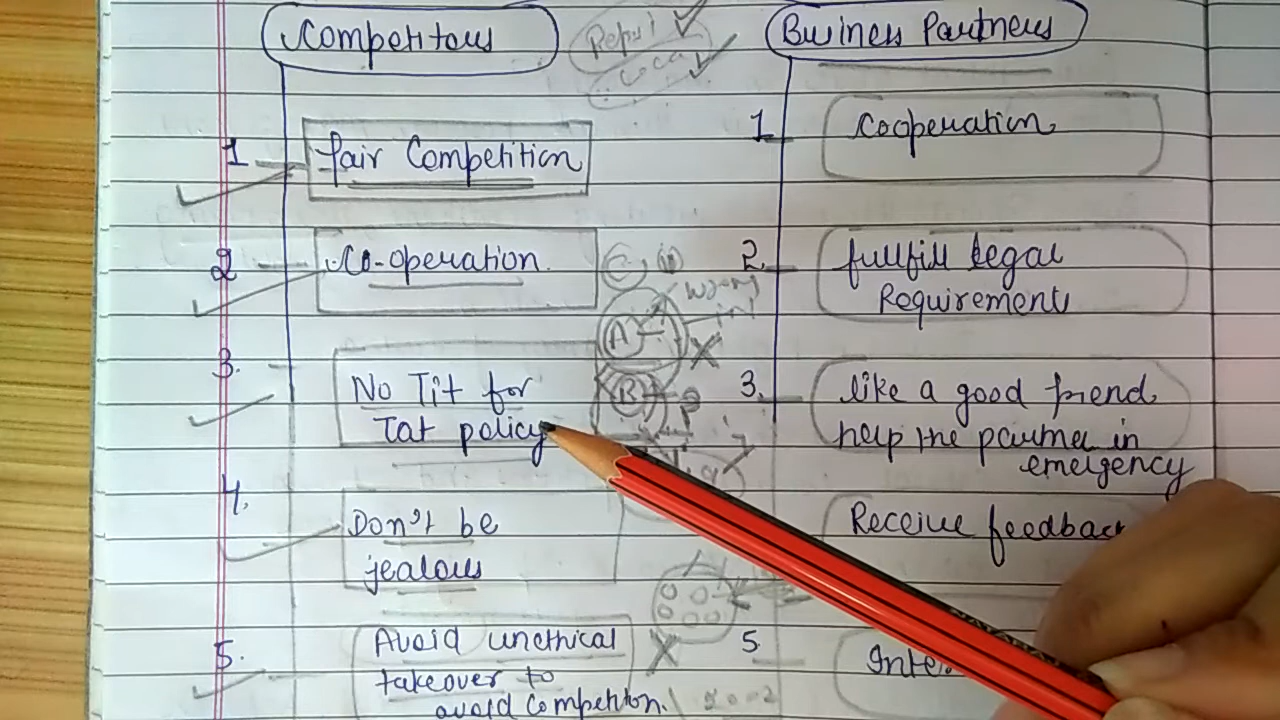 Competitors
Business Partners
1 fair Competition
2 Co-operation
3. No Tit for
Tat policy
4. Don't be
jealous
5. Avoid unethical
takeover to
avoid Competition.
1 Cooperation
2. fullfill legal
Requirement
3. like a good friend
help the partner in
emergency
Receive feedback
5
A
B
wrong